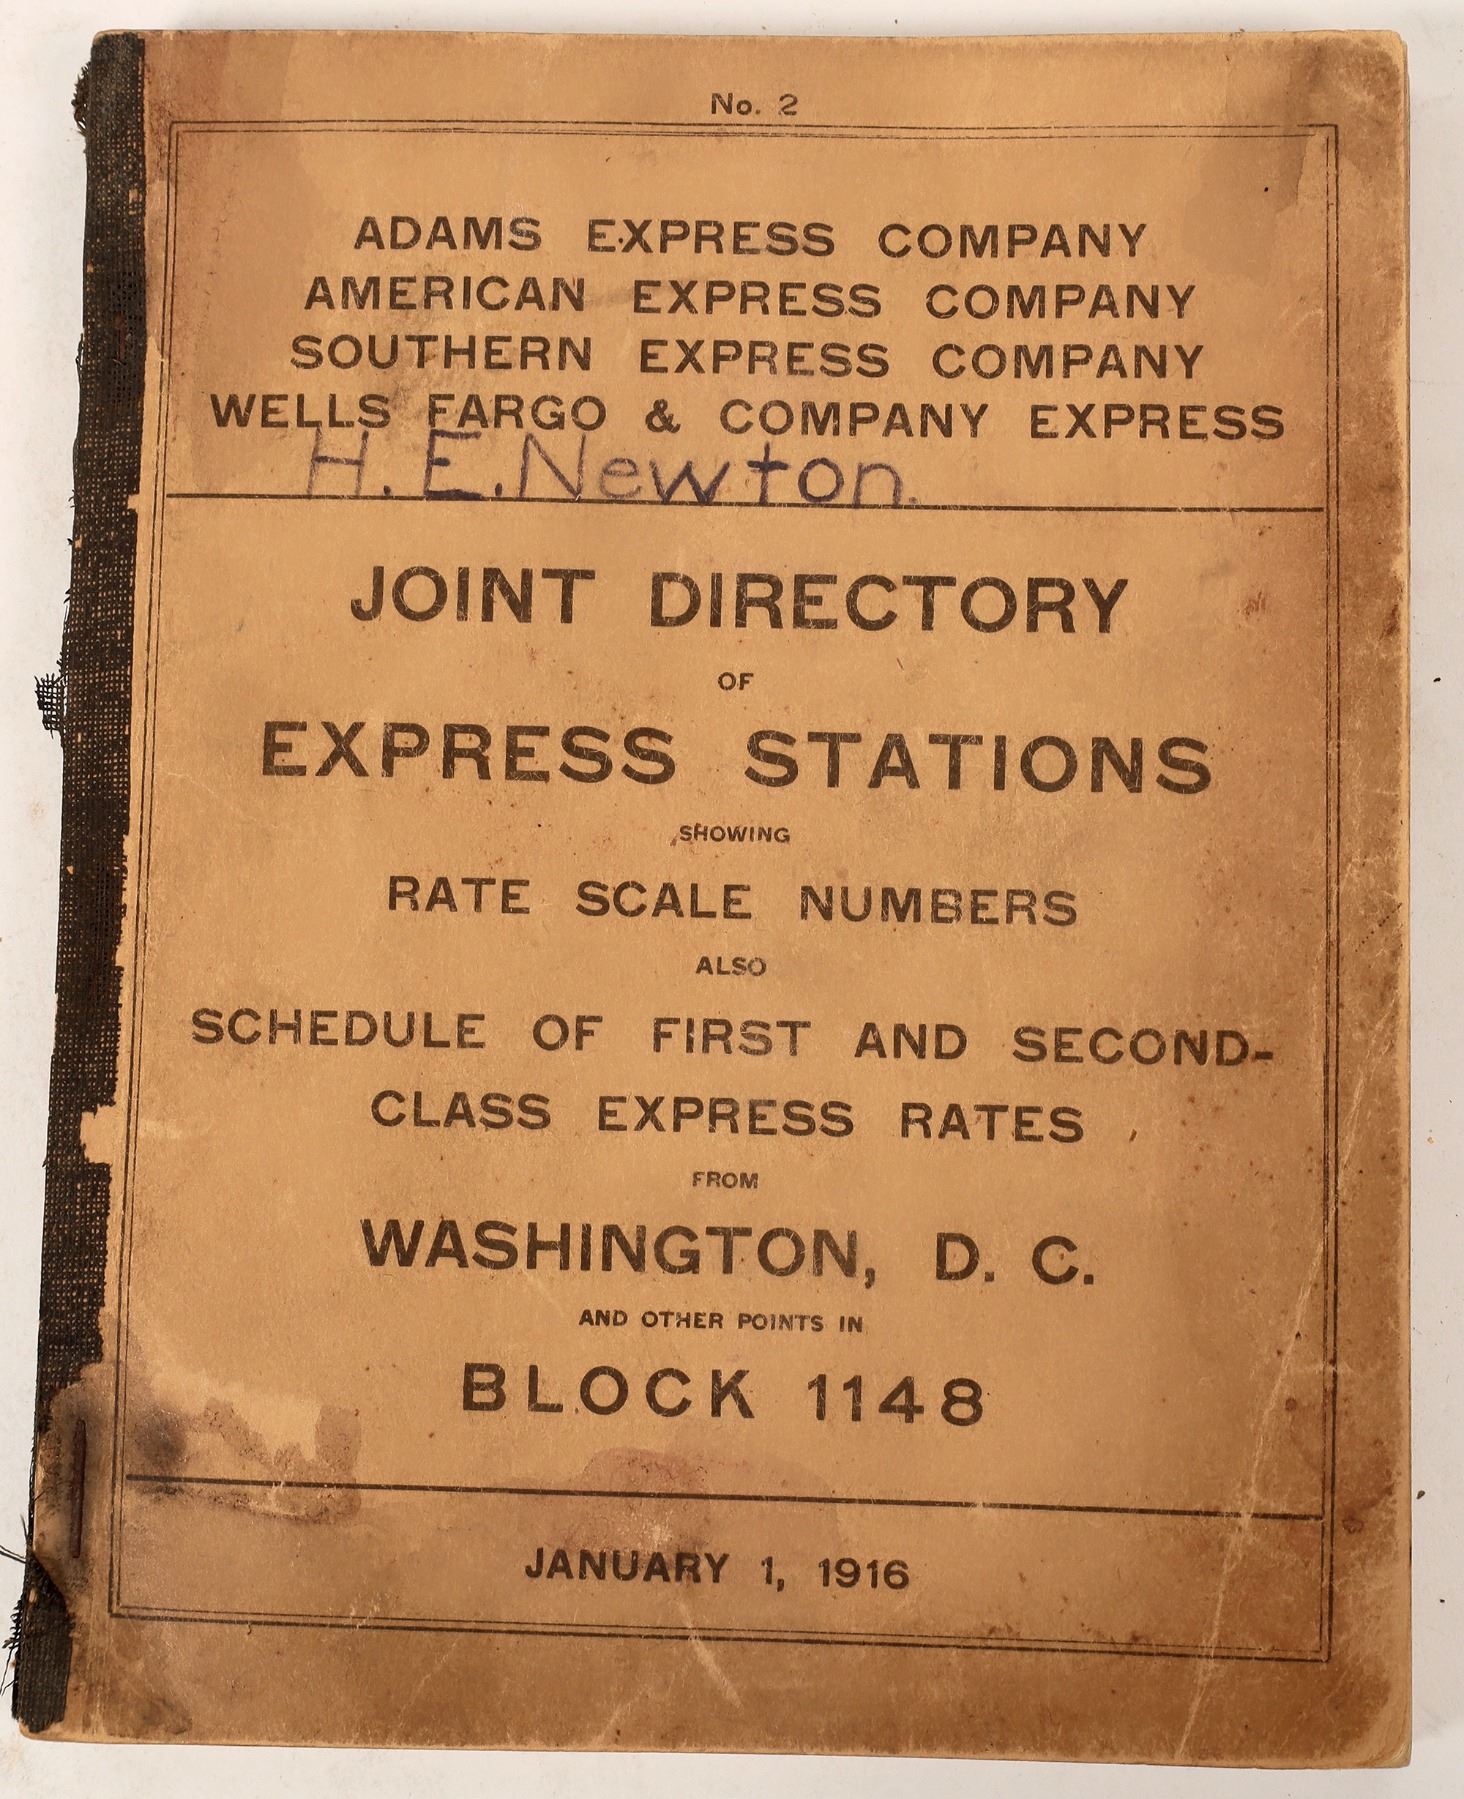 No. 2
ADAMS EXPRESS COMPANY
AMERICAN EXPRESS COMPANY
SOUTHERN EXPRESS COMPANY
WELLS FARGO & COMPANY EXPRESS
H. E. Newton.
JOINT DIRECTORY
OF
EXPRESS STATIONS
SHOWING
RATE SCALE NUMBERS
ALSO
SCHEDULE OF FIRST AND SECOND-
CLASS EXPRESS RATES
FROM
WASHINGTON, D. C.
AND OTHER POINTS IN
BLOCK 1148
JANUARY 1, 1916